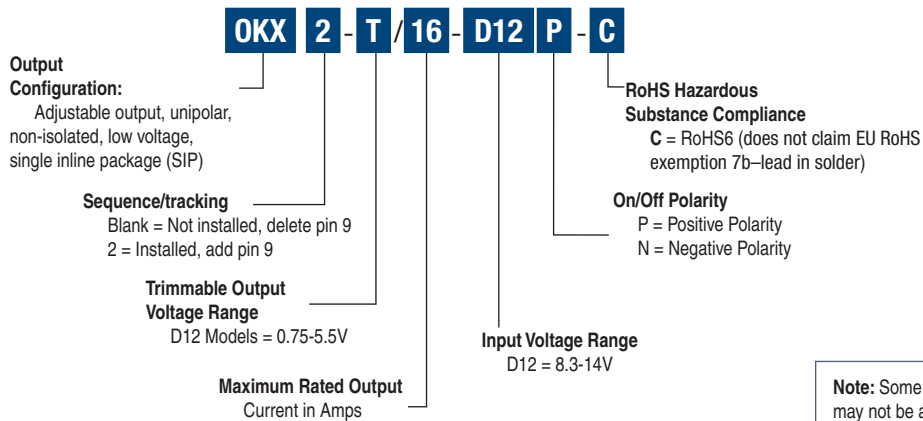 OKX 2 - T / 16 - D12 P - C
Output
Configuration:
Adjustable output, unipolar,
non-isolated, low voltage,
single inline package (SIP)
Sequence/tracking
Blank = Not installed, delete pin 9
2 = Installed, add pin 9
Trimmable Output
Voltage Range
D12 Models = 0.75-5.5V
Maximum Rated Output
Current in Amps
RoHS Hazardous
Substance Compliance
C = RoHS6 (does not claim EU RoHS
exemption 7b–lead in solder)
On/Off Polarity
P = Positive Polarity
N = Negative Polarity
Input Voltage Range
D12 = 8.3-14V
Note: Some
may not be a